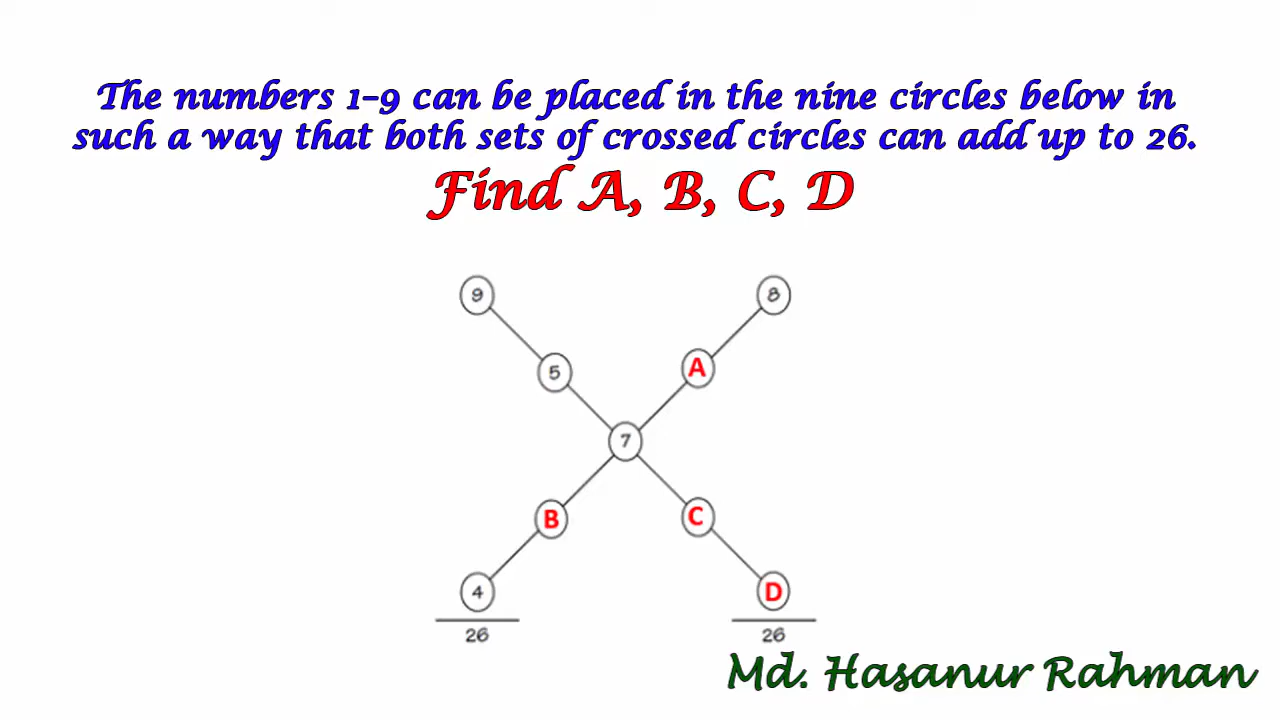 The numbers 1-9 can be placed in the nine circles below in
such a way that both sets of crossed circles can add up to 26.
Find A, B, C, D
9 8
5 A
7
B C
4 D
26 26
Md. Hasanur Rahman